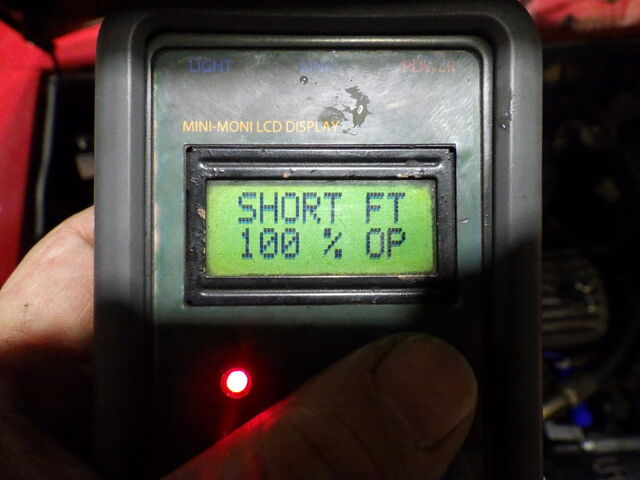 LIGHT POWER
MINI-MONI LCD DISPLAY
SHORT FT
100 % OP